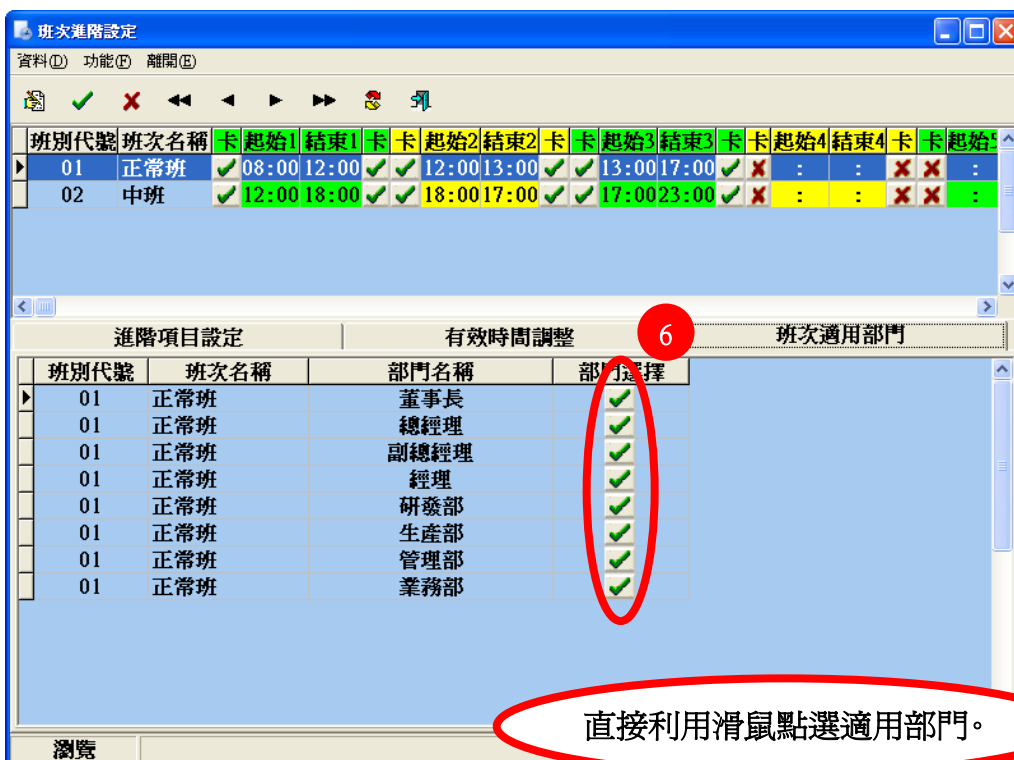 班次進階設定
資料(D) 功能(F) 離開(E)
班別代號 班次名稱 卡 起始1 結束1 卡 卡 起始2 結束2 卡 卡 起始3 結束3 卡 卡 起始4 結束4 卡 卡 起始5
01 正常班 08:00 12:00 12:00 13:00 13:00 17:00 : : :
02 中班 12:00 18:00 18:00 17:00 17:00 23:00 : : :
進階項目設定 有效時間調整 6 班次適用部門
班別代號 班次名稱 部門名稱 部門選擇
01 正常班 董事長
01 正常班 總經理
01 正常班 副總經理
01 正常班 經理
01 正常班 研發部
01 正常班 生產部
01 正常班 管理部
01 正常班 業務部
直接利用滑鼠點選適用部門。
瀏覽